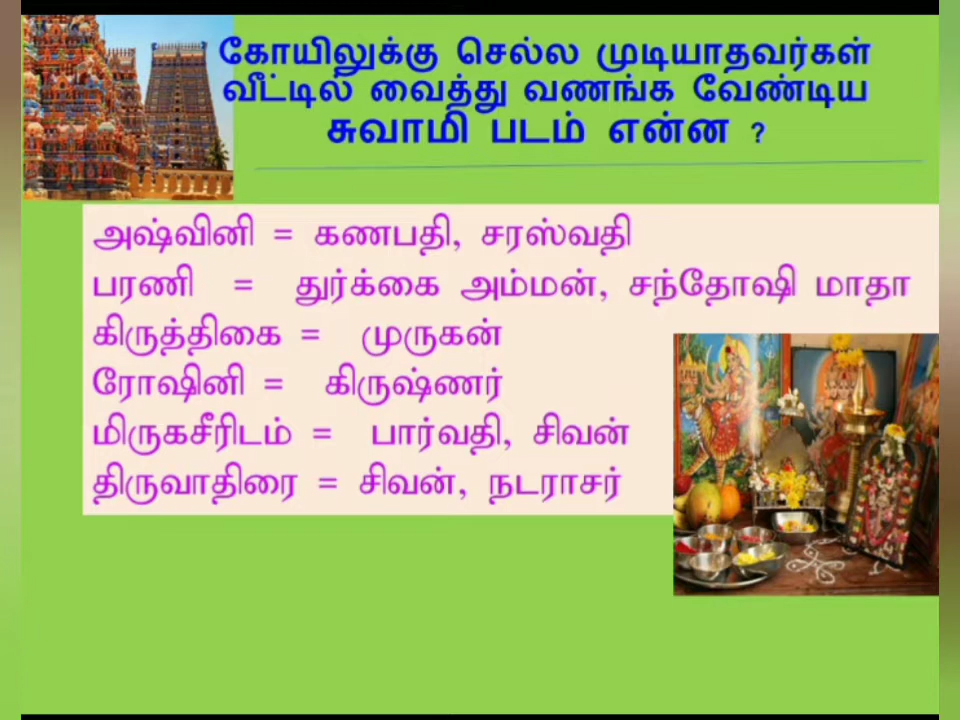 கோயிலுக்கு செல்ல முடியாதவர்கள்
வீட்டில் வைத்து வணங்க வேண்டிய
சுவாமி படம் என்ன ?
அஷ்வினி = கணபதி, சரஸ்வதி
பரணி = துர்க்கை அம்மன், சந்தோஷி மாதா
கிருத்திகை = முருகன்
ரோஷினி = கிருஷ்ணர்
மிருகசீரிடம் = பார்வதி, சிவன்
திருவாதிரை = சிவன், நடராசர்